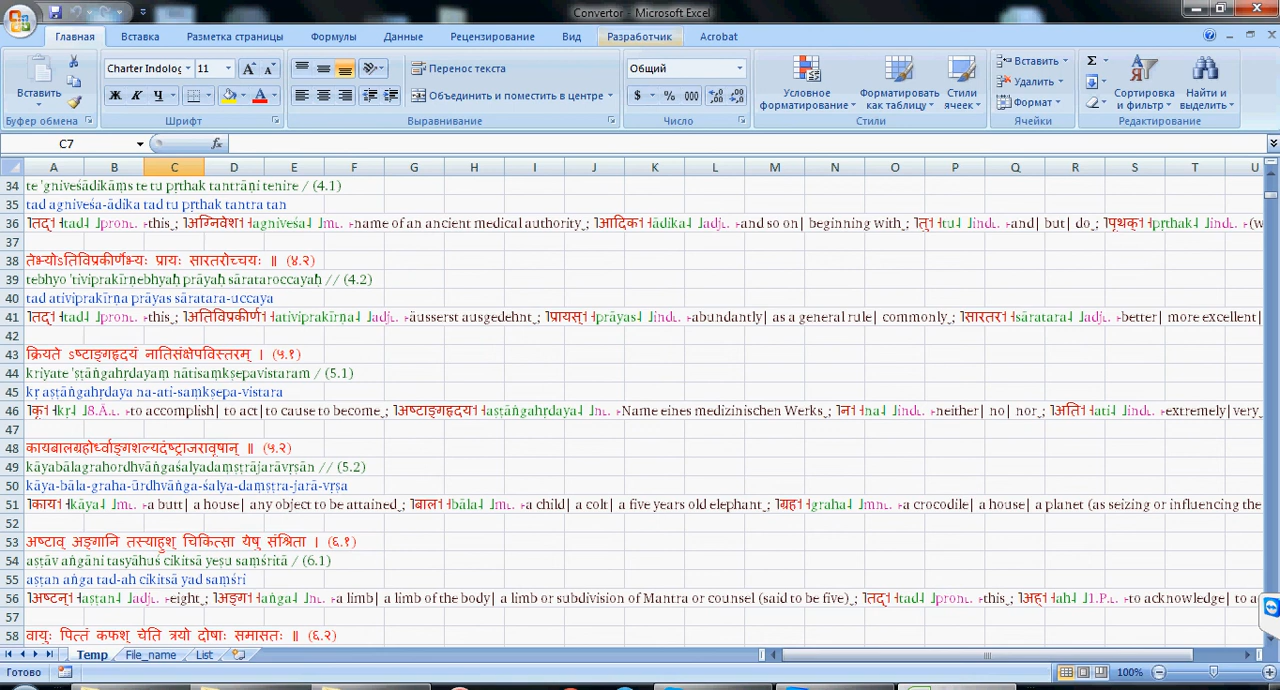 Convertor - Microsoft Excel
Главная Вставка Разметка страницы Формулы Данные Рецензирование Вид Разработчик Acrobat
Вставить
Charter Indolog 11
Ж К Ч
Перенос текста
Объединить и поместить в центре
Общий
$ % 000
Условное форматирование
Форматировать как таблицу
Стили ячеек
Вставить
Удалить
Формат
Σ
Сортировка и фильтр
Найти и выделить
Буфер обмена Шрифт Выравнивание Число Стили Ячейки Редактирование
C7 fx
A B C D E F G H I J K L M N O P Q R S T U
34 te 'gniveśādikāṃs te tu pṛthak tantrāṇi tenire / (4.1)
35 tad agniveśa-ādika tad tu pṛthak tantra tan
36 ˥तद्˧ ˧tad˩ ˩pron.. ˫this.; ˥अग्निवेश˧ ˧agniveśa˩ ˩m.. ˫name of an ancient medical authority.; ˥आदिक˧ ˧ādika˩ ˩adj.. ˫and so on| beginning with.; ˥तु˧ ˧tu˩ ˩ind.. ˫and| but| do.; ˥पृथक्˧ ˧pṛthak˩ ˩ind.. ˫(w
37
38 तेभ्योऽतिविप्रकीर्णेभ्यः प्रायः सारतरोच्चयः ॥ (४.२)
39 tebhyo 'tiviprakīrṇebhyaḥ prāyaḥ sārataroccayaḥ // (4.2)
40 tad ativiprakīrṇa prāyas sāratara-uccaya
41 ˥तद्˧ ˧tad˩ ˩pron.. ˫this.; ˥अतिविप्रकीर्ण˧ ˧ativiprakīrṇa˩ ˩adj.. ˫äusserst ausgedehnt.; ˥प्रायस्˧ ˧prāyas˩ ˩ind.. ˫abundantly| as a general rule| commonly.; ˥सारतर˧ ˧sāratara˩ ˩adj.. ˫better| more excellent|
42
43 क्रियते ऽष्टाङ्गहृदयं नातिसंक्षेपविस्तरम् । (५.१)
44 kriyate 'ṣṭāṅgahṛdayaṃ nātisaṃkṣepavistaram / (5.1)
45 kṛ aṣṭāṅgahṛdaya na-ati-saṃkṣepa-vistara
46 ˥कृ˧ ˧kṛ˩ ˩8.Ā.. ˫to accomplish| to act|to cause to become.; ˥अष्टाङ्गहृदय˧ ˧aṣṭāṅgahṛdaya˩ ˩n.. ˫Name eines medizinischen Werks.; ˥न˧ ˧na˩ ˩ind.. ˫neither| no| nor.; ˥अति˧ ˧ati˩ ˩ind.. ˫extremely|very
47
48 कायबालग्रहोर्ध्वाङ्गशल्यदंष्ट्राजरावृषान् ॥ (५.२)
49 kāyabālagrahordhvāṅgaśalyadaṃṣṭrājarāvṛṣān // (5.2)
50 kāya-bāla-graha-ūrdhvāṅga-śalya-daṃṣṭra-jarā-vṛṣa
51 ˥काय˧ ˧kāya˩ ˩m.. ˫a butt| a house| any object to be attained.; ˥बाल˧ ˧bāla˩ ˩m.. ˫a child| a colt| a five years old elephant.; ˥ग्रह˧ ˧graha˩ ˩mn.. ˫a crocodile| a house| a planet (as seizing or influencing the
52
53 अष्टाव् अङ्गानि तस्याहुश् चिकित्सा येषु संश्रिता । (६.१)
54 aṣṭāv aṅgāni tasyāhuś cikitsā yeṣu saṃśritā / (6.1)
55 aṣṭan aṅga tad-ah cikitsā yad saṃśri
56 ˥अष्टन्˧ ˧aṣṭan˩ ˩adj.. ˫eight.; ˥अङ्ग˧ ˧aṅga˩ ˩n.. ˫a limb| a limb of the body| a limb or subdivision of Mantra or counsel (said to be five).; ˥तद्˧ ˧tad˩ ˩pron.. ˫this.; ˥अह्˧ ˧ah˩ ˩1.P.. ˫to acknowledge| to a
57
58 वायुः पित्तं कफश् चेति त्रयो दोषाः समासतः ॥ (६.२)
Temp File_name List
Готово 100%